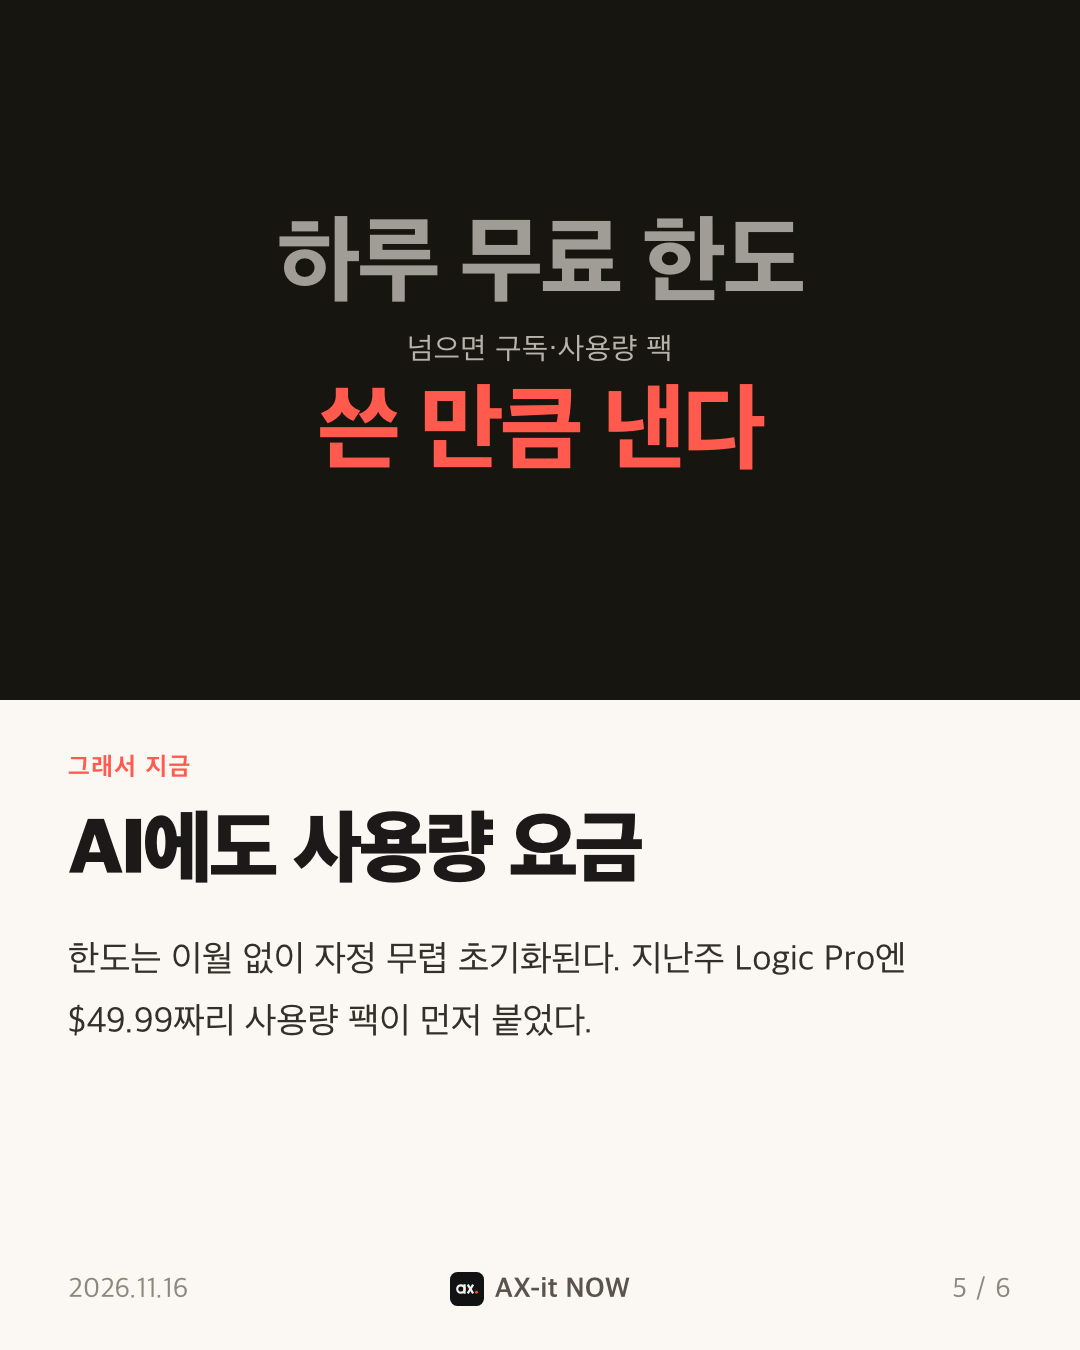 하루 무료 한도
넘으면 구독·사용량 팩
쓴 만큼 낸다
그래서 지금
AI에도 사용량 요금
한도는 이월 없이 자정 무렵 초기화된다. 지난주 Logic Pro엔
$49.99짜리 사용량 팩이 먼저 붙었다.
2026.11.16
ax. AX-it NOW
5 / 6